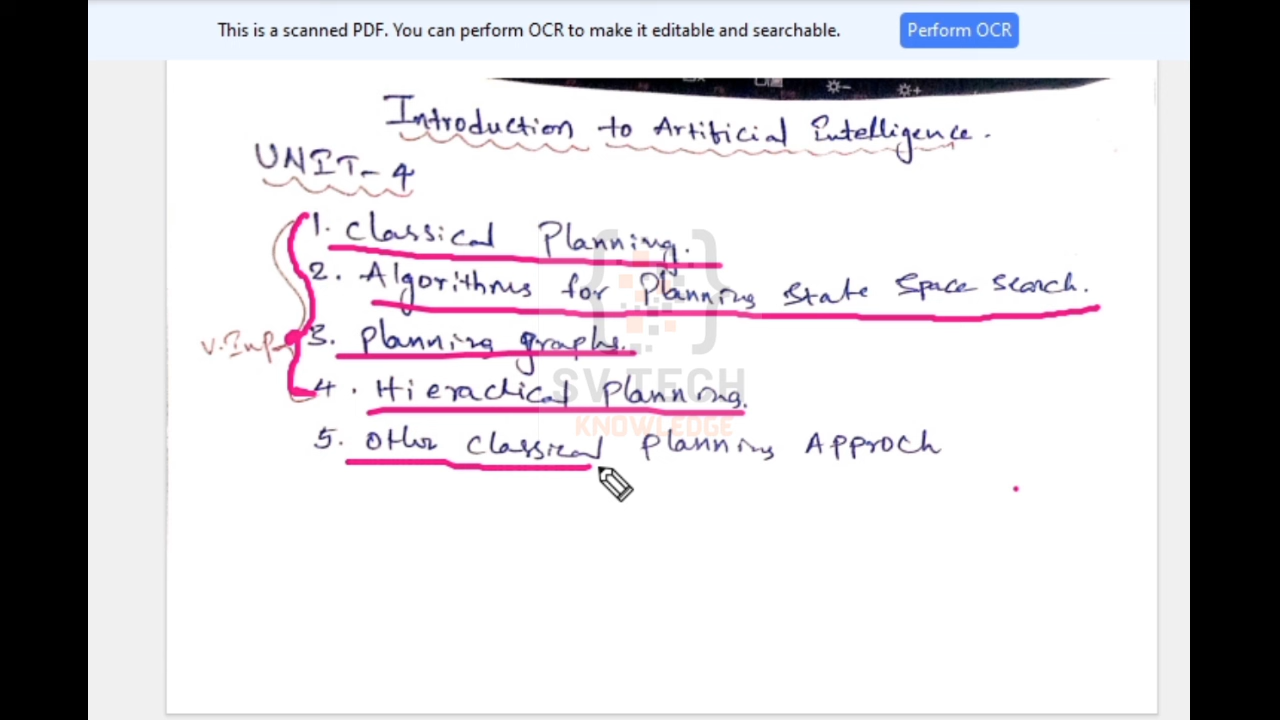 This is a scanned PDF. You can perform OCR to make it editable and searchable.
Perform OCR
Introduction to Artificial Intelligence.
UNIT-4
1. Classical Planning.
2. Algorithms for Planning State Space Search.
V.Imp
3. Planning graphs.
4. Hieradical Planning.
SV TECH
KNOWLEDGE
5. Other Classical Planning Approch